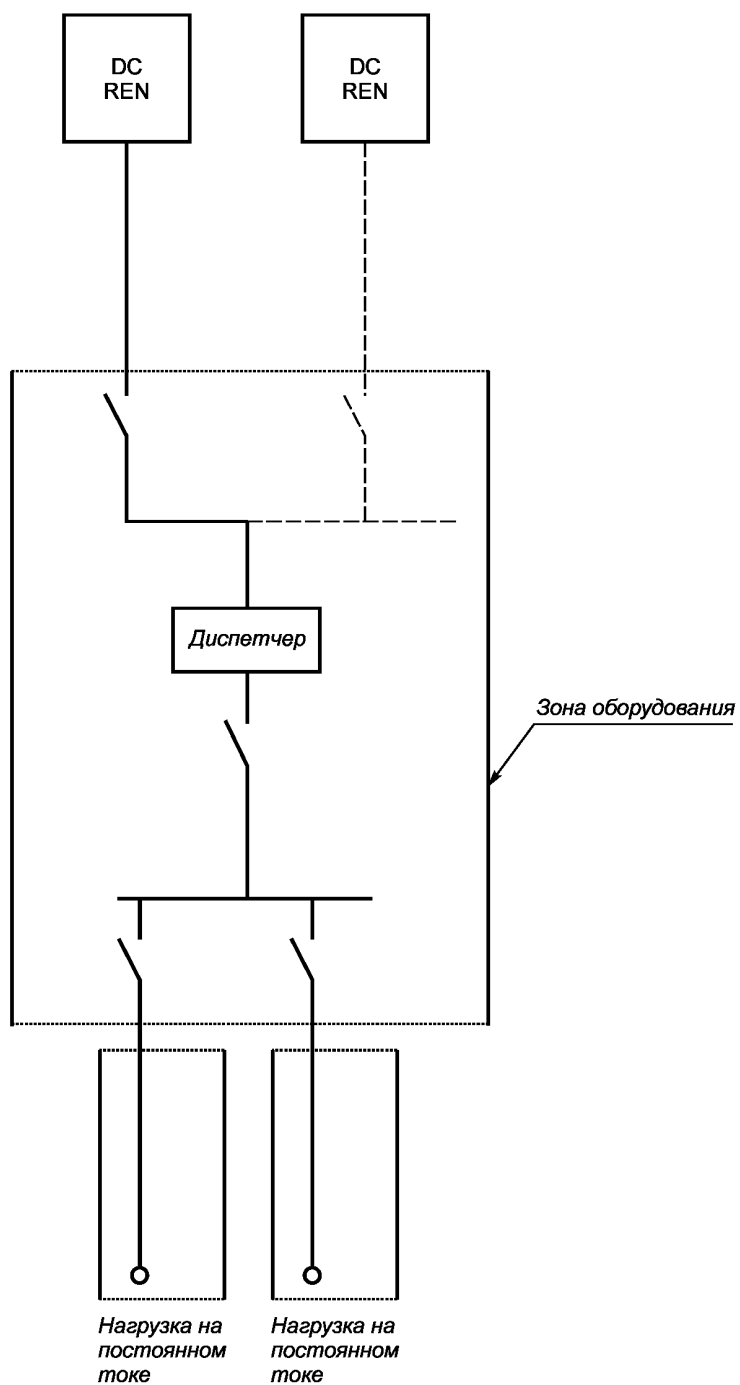 DC
REN
DC
REN
Диспетчер
Зона оборудования
Нагрузка на
постоянном
токе
Нагрузка на
постоянном
токе